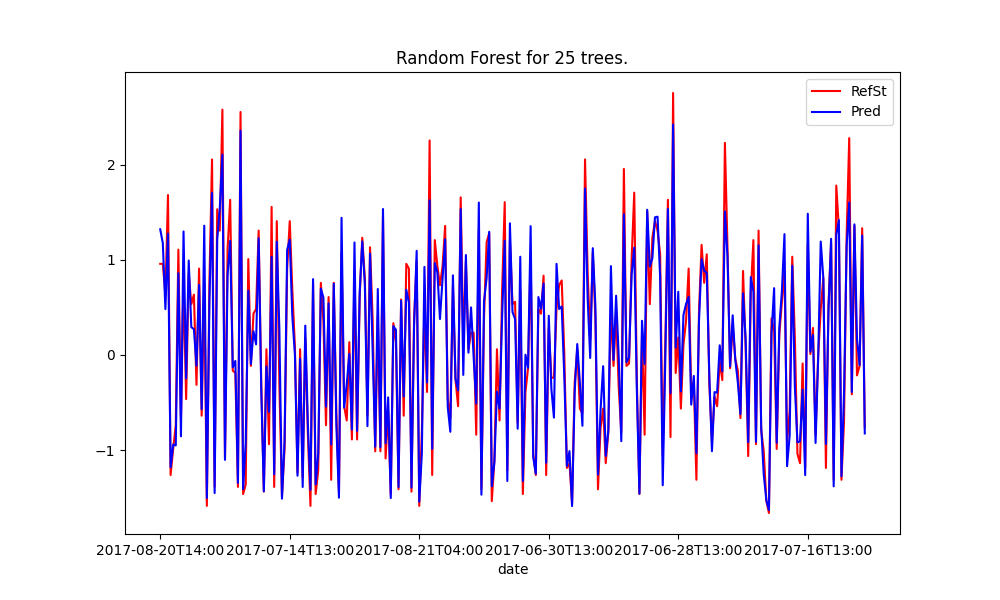 Random Forest for 25 trees.
RefSt
Pred
2
1
0
−1
2017-08-20T14:00
2017-07-14T13:00
2017-08-21T04:00
2017-06-30T13:00
2017-06-28T13:00
2017-07-16T13:00
date